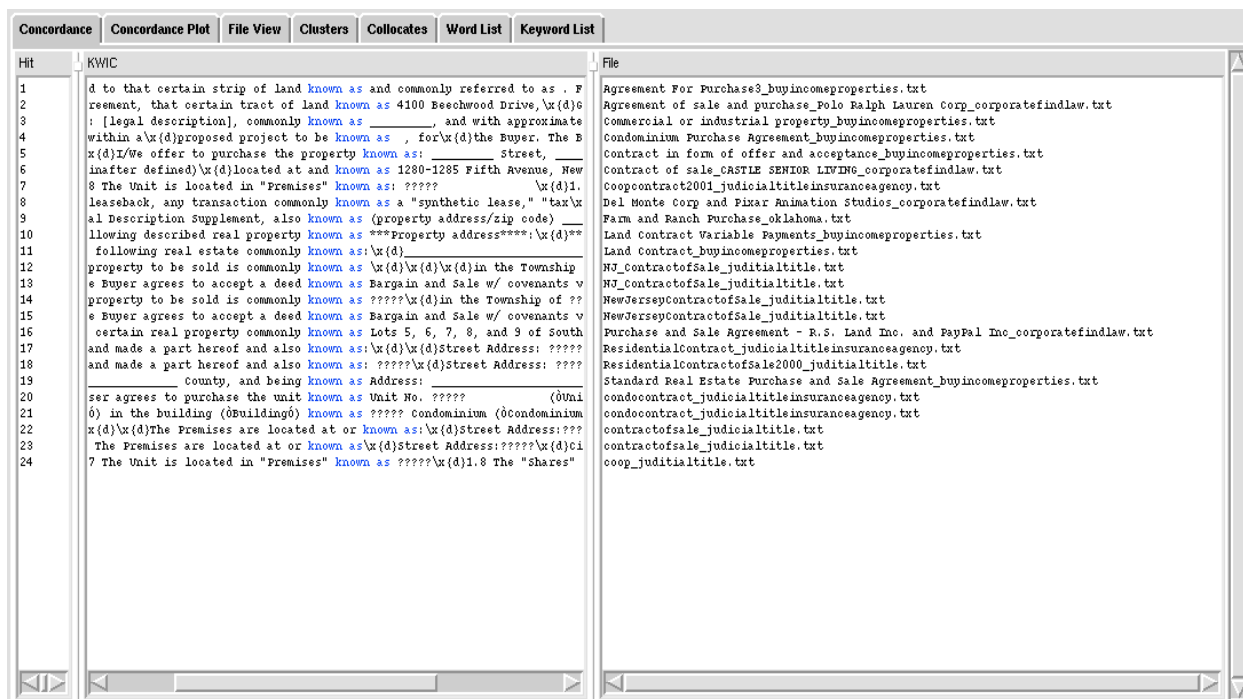 Concordance Concordance Plot File View Clusters Collocates Word List Keyword List
Hit KWIC File
1 d to that certain strip of land known as and commonly referred to as . F Agreement For Purchase3_buyincomeproperties.txt
2 reement, that certain tract of land known as 4100 Beechwood Drive,\x{d}G Agreement of sale and purchase_Polo Ralph Lauren Corp_corporatefindlaw.txt
3 : [legal description], commonly known as _________, and with approximate Commercial or industrial property_buyincomeproperties.txt
4 within a\x{d}proposed project to be known as , for\x{d}the Buyer. The B Condominium Purchase Agreement_buyincomeproperties.txt
5 x{d}I/We offer to purchase the property known as: _________ Street, ____ Contract in form of offer and acceptance_buyincomeproperties.txt
6 inafter defined)\x{d}located at and known as 1280-1285 Fifth Avenue, New Contract of sale_CASTLE SENIOR LIVING_corporatefindlaw.txt
7 8 The Unit is located in "Premises" known as: ????? \x{d}1. Coopcontract2001_judicialtitleinsuranceagency.txt
8 leaseback, any transaction commonly known as a "synthetic lease," "tax\x Del Monte Corp and Pixar Animation Studios_corporatefindlaw.txt
9 al Description Supplement, also known as (property address/zip code) ___ Farm and Ranch Purchase_oklahoma.txt
10 llowing described real property known as ***Property address****:\x{d}** Land Contract Variable Payments_buyincomeproperties.txt
11 following real estate commonly known as:\x{d}__________________________ Land Contract_buyincomeproperties.txt
12 property to be sold is commonly known as \x{d}\x{d}\x{d}in the Township NJ_ContractofSale_juditialtitle.txt
13 e Buyer agrees to accept a deed known as Bargain and Sale w/ covenants v NJ_ContractofSale_juditialtitle.txt
14 property to be sold is commonly known as ?????\x{d}in the Township of ?? NewJerseyContractofSale_juditialtitle.txt
15 e Buyer agrees to accept a deed known as Bargain and Sale w/ covenants v NewJerseyContractofSale_juditialtitle.txt
16 certain real property commonly known as Lots 5, 6, 7, 8, and 9 of South Purchase and Sale Agreement - R.S. Land Inc. and PayPal Inc_corporatefindlaw.txt
17 and made a part hereof and also known as:\x{d}\x{d}Street Address: ????? ResidentialContract_judicialtitleinsuranceagency.txt
18 and made a part hereof and also known as: ?????\x{d}Street Address: ???? ResidentialContractofSale2000_juditialtitle.txt
19 _____________ County, and being known as Address: ______________________ Standard Real Estate Purchase and Sale Agreement_buyincomeproperties.txt
20 ser agrees to purchase the unit known as Unit No. ????? (ÒUni condocontract_judicialtitleinsuranceagency.txt
21 Ó) in the building (ÒBuildingÓ) known as ????? Condominium (ÒCondominium condocontract_judicialtitleinsuranceagency.txt
22 x{d}\x{d}The Premises are located at or known as:\x{d}Street Address:??? contractofsale_juditialtitle.txt
23 The Premises are located at or known as\x{d}Street Address:?????\x{d}Ci contractofsale_juditialtitle.txt
24 7 The Unit is located in "Premises" known as ?????\x{d}1.8 The "Shares" coop_juditialtitle.txt